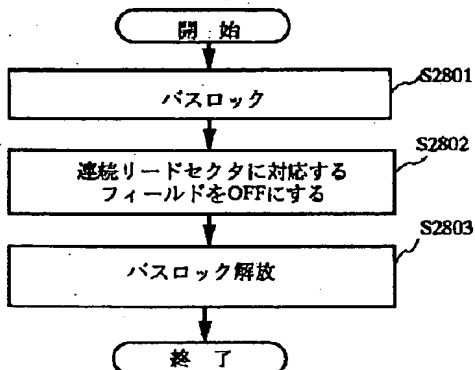 開 始
S2801
バスロック
S2802
連続リードセクタに対応する
フィールドをOFFにする
S2803
バスロック解放
終 了